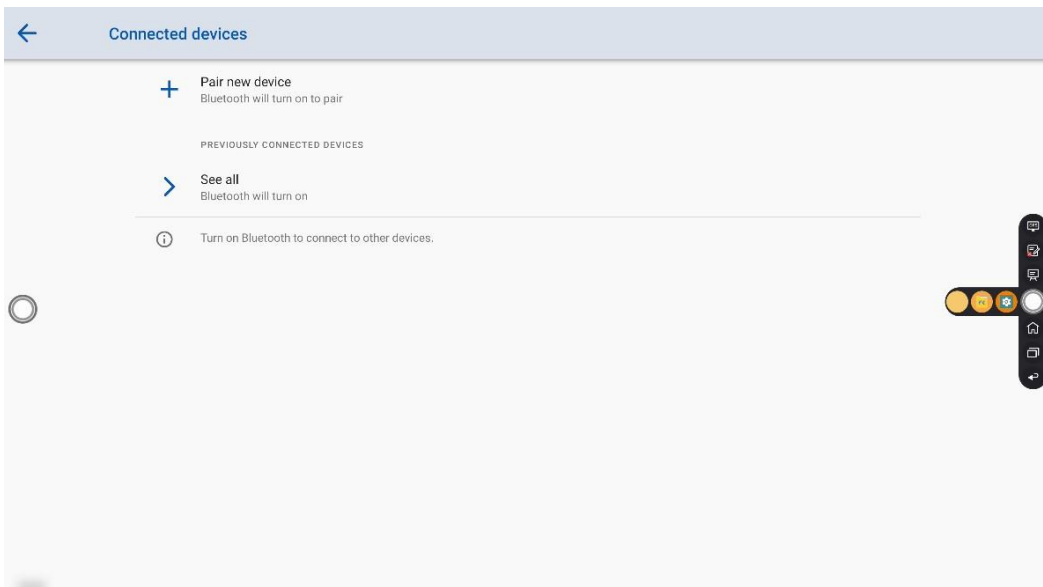 Connected devices
Pair new device
Bluetooth will turn on to pair
PREVIOUSLY CONNECTED DEVICES
See all
Bluetooth will turn on
Turn on Bluetooth to connect to other devices.